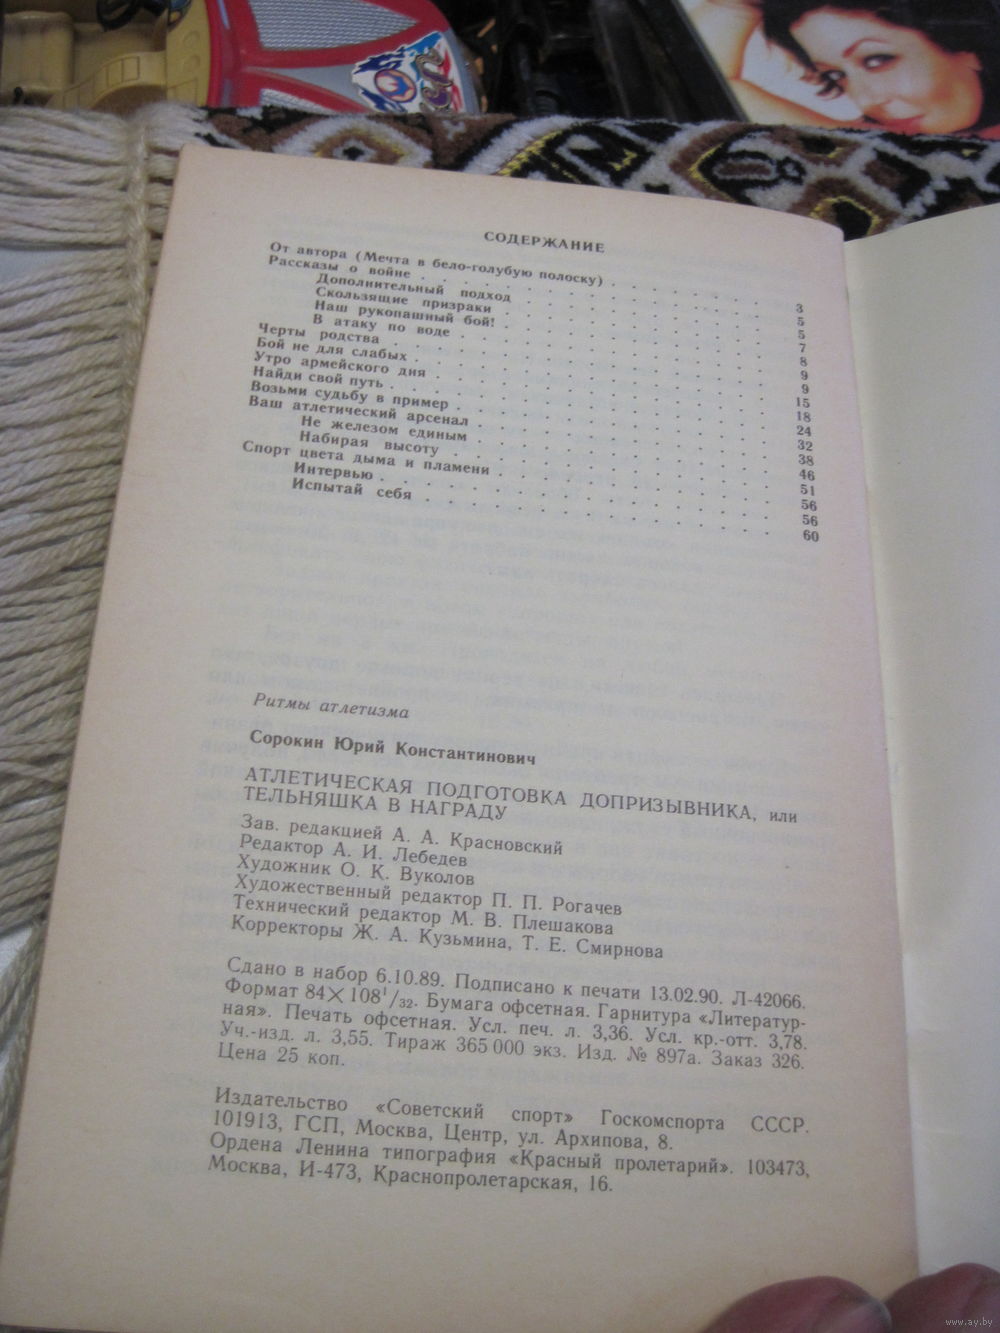 СОДЕРЖАНИЕ
От автора (Мечта в бело-голубую полоску) . . . . . . . 3
Рассказы о войне . . . . . . . . . . . . . . 5
Дополнительный подход . . . . . . . . . . . 5
Скользящие призраки . . . . . . . . . . . . 7
Наш рукопашный бой! . . . . . . . . . . . . 8
В атаку по воде . . . . . . . . . . . . . 9
Черты родства . . . . . . . . . . . . . . . 9
Бой не для слабых . . . . . . . . . . . . . 15
Утро армейского дня . . . . . . . . . . . . . 18
Найди свой путь . . . . . . . . . . . . . . 24
Возьми судьбу в пример . . . . . . . . . . . . 32
Ваш атлетический арсенал . . . . . . . . . . . 38
Не железом единым . . . . . . . . . . . . 46
Набирая высоту . . . . . . . . . . . . . 51
Спорт цвета дыма и пламени . . . . . . . . . . 56
Интервью . . . . . . . . . . . . . . . 56
Испытай себя . . . . . . . . . . . . . . 60
Ритмы атлетизма
Сорокин Юрий Константинович
АТЛЕТИЧЕСКАЯ ПОДГОТОВКА ДОПРИЗЫВНИКА, или
ТЕЛЬНЯШКА В НАГРАДУ
Зав. редакцией А. А. Красновский
Редактор А. И. Лебедев
Художник О. К. Вуколов
Художественный редактор П. П. Рогачев
Технический редактор М. В. Плешакова
Корректоры Ж. А. Кузьмина, Т. Е. Смирнова
Сдано в набор 6.10.89. Подписано к печати 13.02.90. Л-42066.
Формат 84×108¹/₃₂. Бумага офсетная. Гарнитура «Литератур-
ная». Печать офсетная. Усл. печ. л. 3,36. Усл. кр.-отт. 3,78.
Уч.-изд. л. 3,55. Тираж 365 000 экз. Изд. № 897а. Заказ 326.
Цена 25 коп.
Издательство «Советский спорт» Госкомспорта СССР.
101913, ГСП, Москва, Центр, ул. Архипова, 8.
Ордена Ленина типография «Красный пролетарий». 103473,
Москва, И-473, Краснопролетарская, 16.
www.ay.by